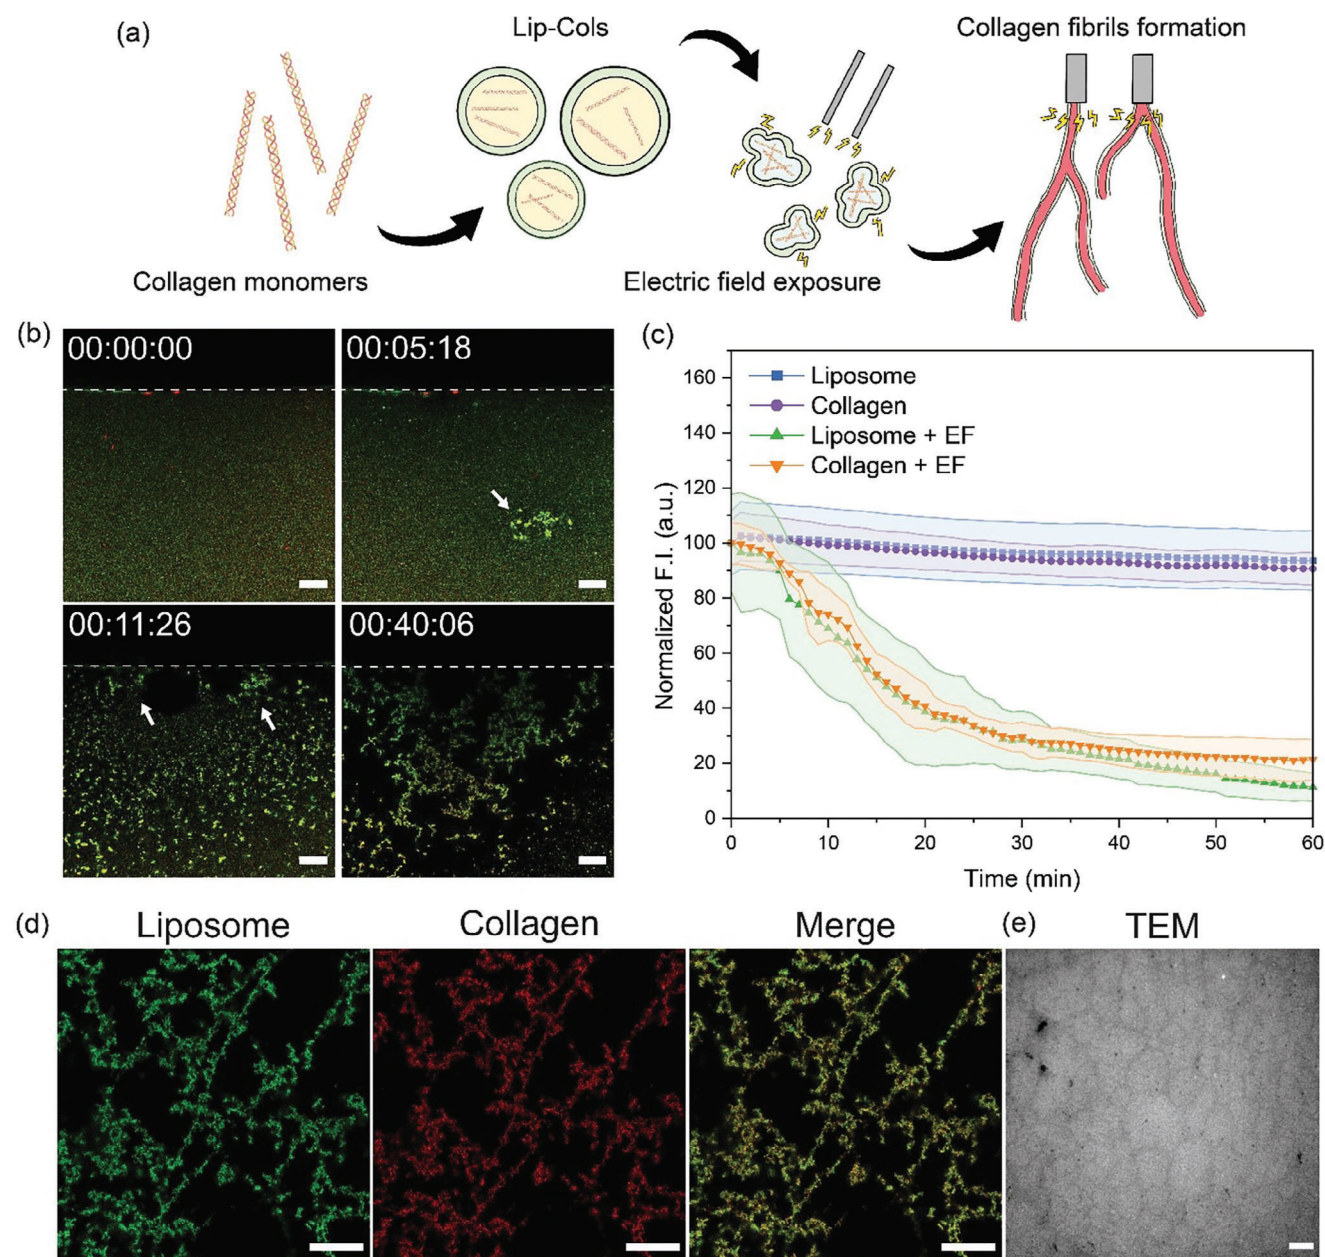 (a)
Lip-Cols
Collagen fibrils formation
Collagen monomers
Electric field exposure
(b)
00:00:00
00:05:18
00:11:26
00:40:06
(c)
Liposome
Collagen
Liposome + EF
Collagen + EF
Normalized F.I. (a.u.)
160
140
120
100
80
60
40
20
0
0 10 20 30 40 50 60
Time (min)
(d)
Liposome
Collagen
Merge
(e)
TEM